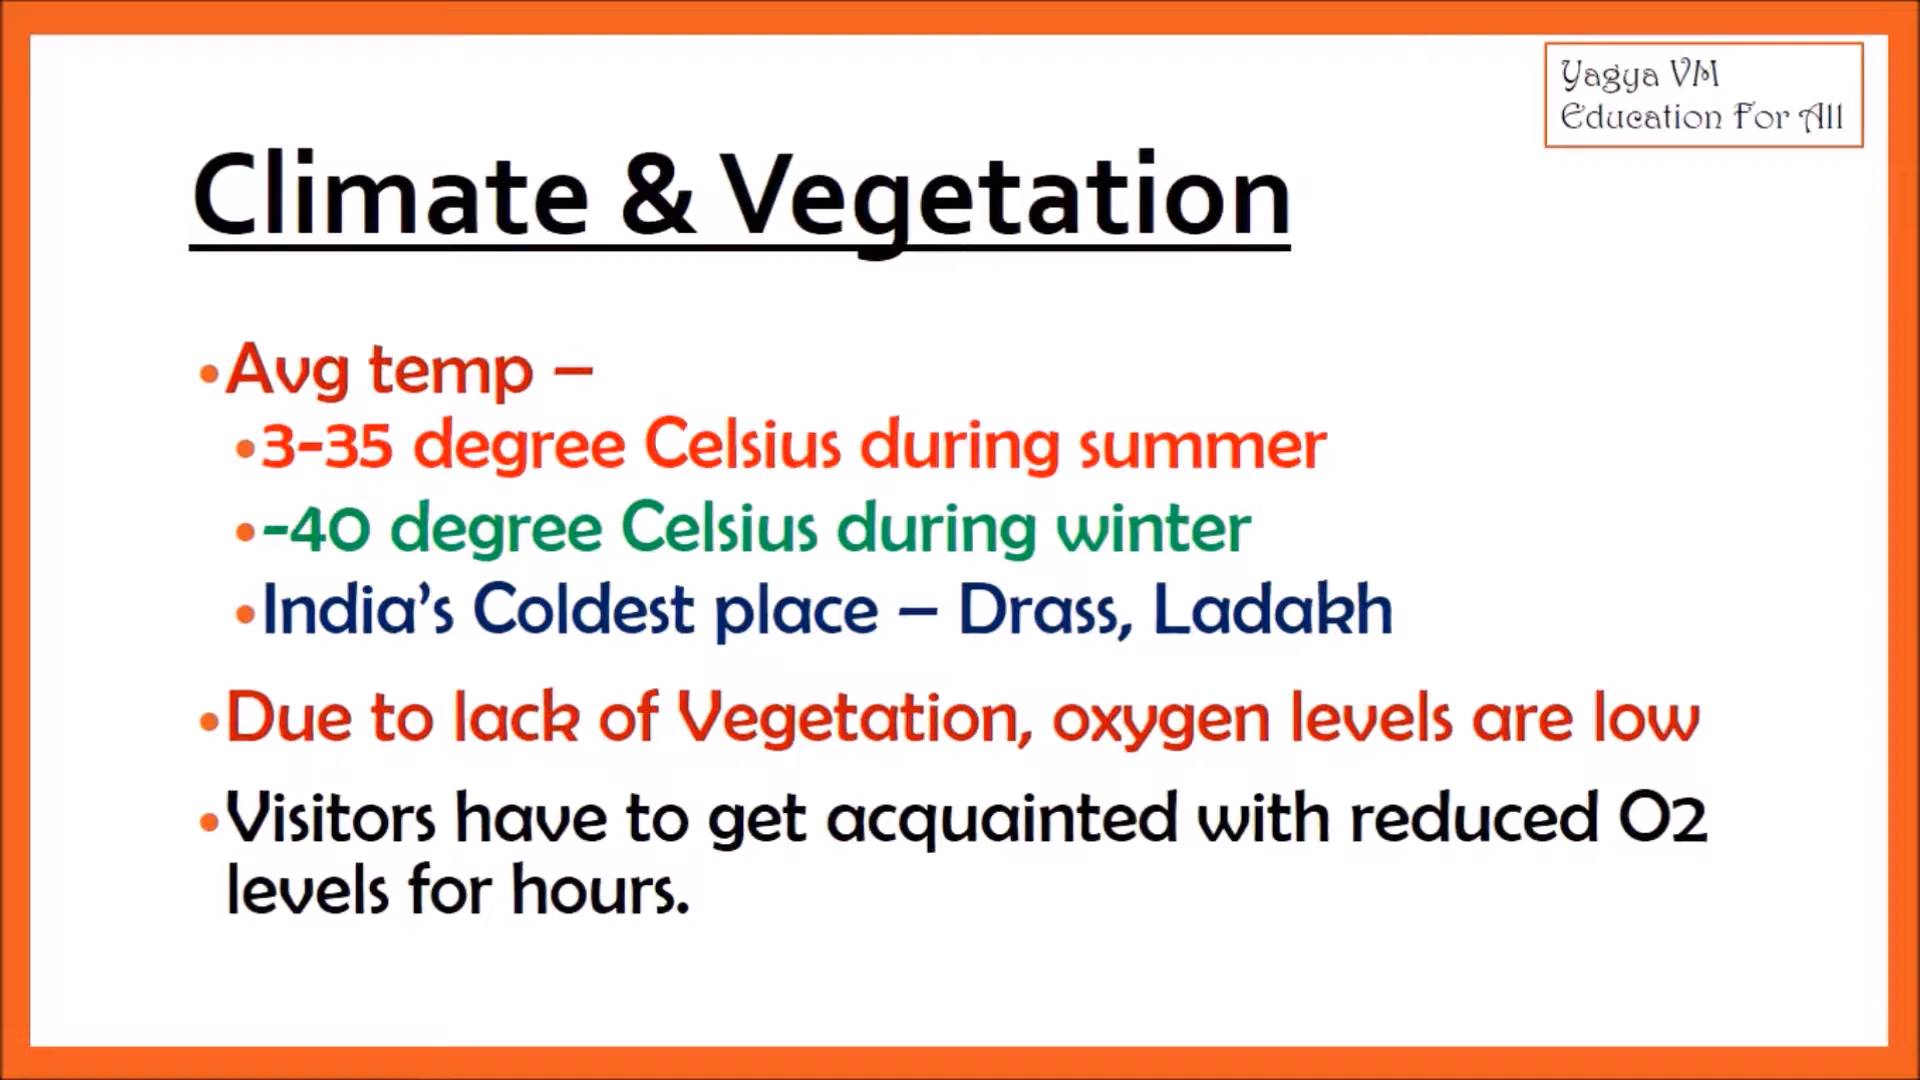 Yagya VM
Education For All
Climate & Vegetation
•Avg temp –
•3-35 degree Celsius during summer
•-40 degree Celsius during winter
•India’s Coldest place – Drass, Ladakh
•Due to lack of Vegetation, oxygen levels are low
•Visitors have to get acquainted with reduced O2
levels for hours.